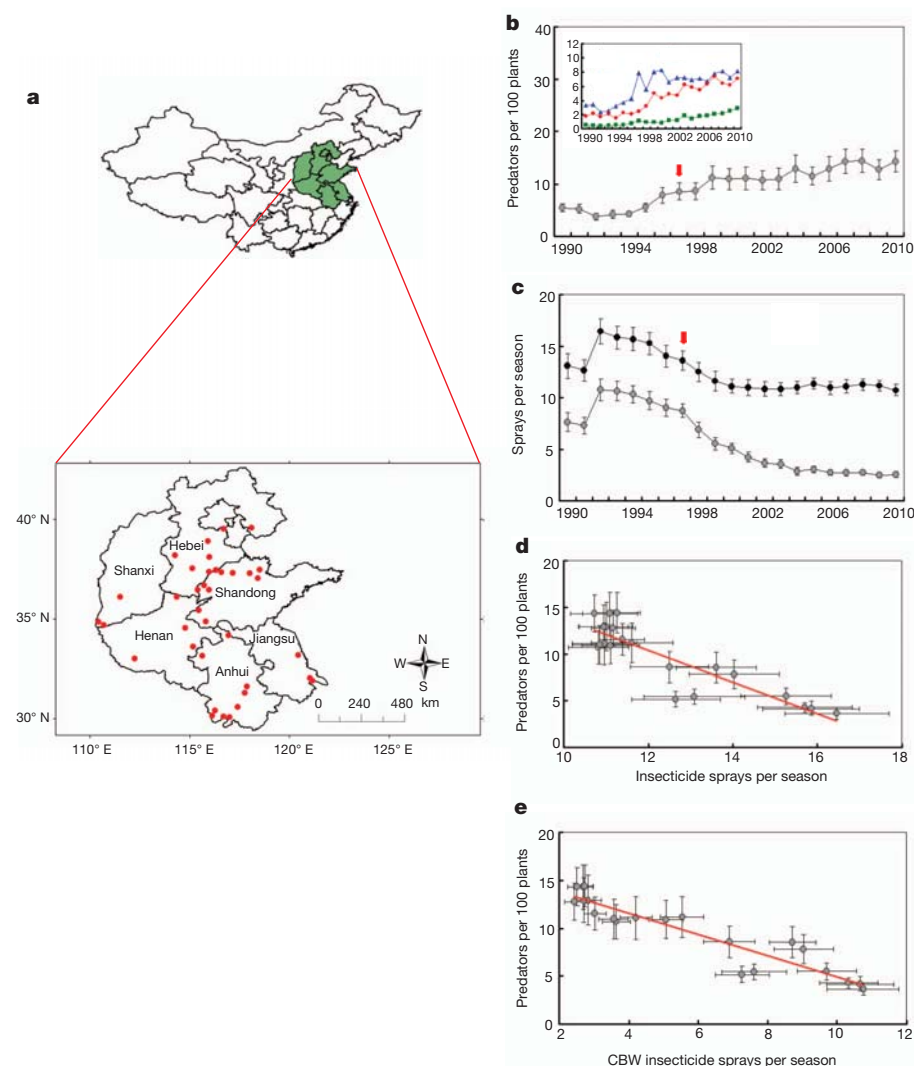 a
40° N
35° N
30° N
110° E
115° E
120° E
125° E
Hebei
Shanxi
Shandong
Henan
Jiangsu
Anhui
N
W E
S
0 240 480
km
b
Predators per 100 plants
40
30
20
10
0
1990 1994 1998 2002 2006 2010
12
10
8
6
4
2
0
1990 1994 1998 2002 2006 2010
c
Sprays per season
20
15
10
5
0
1990 1994 1998 2002 2006 2010
d
Predators per 100 plants
20
15
10
5
0
10 12 14 16 18
Insecticide sprays per season
e
Predators per 100 plants
20
15
10
5
0
2 4 6 8 10 12
CBW insecticide sprays per season